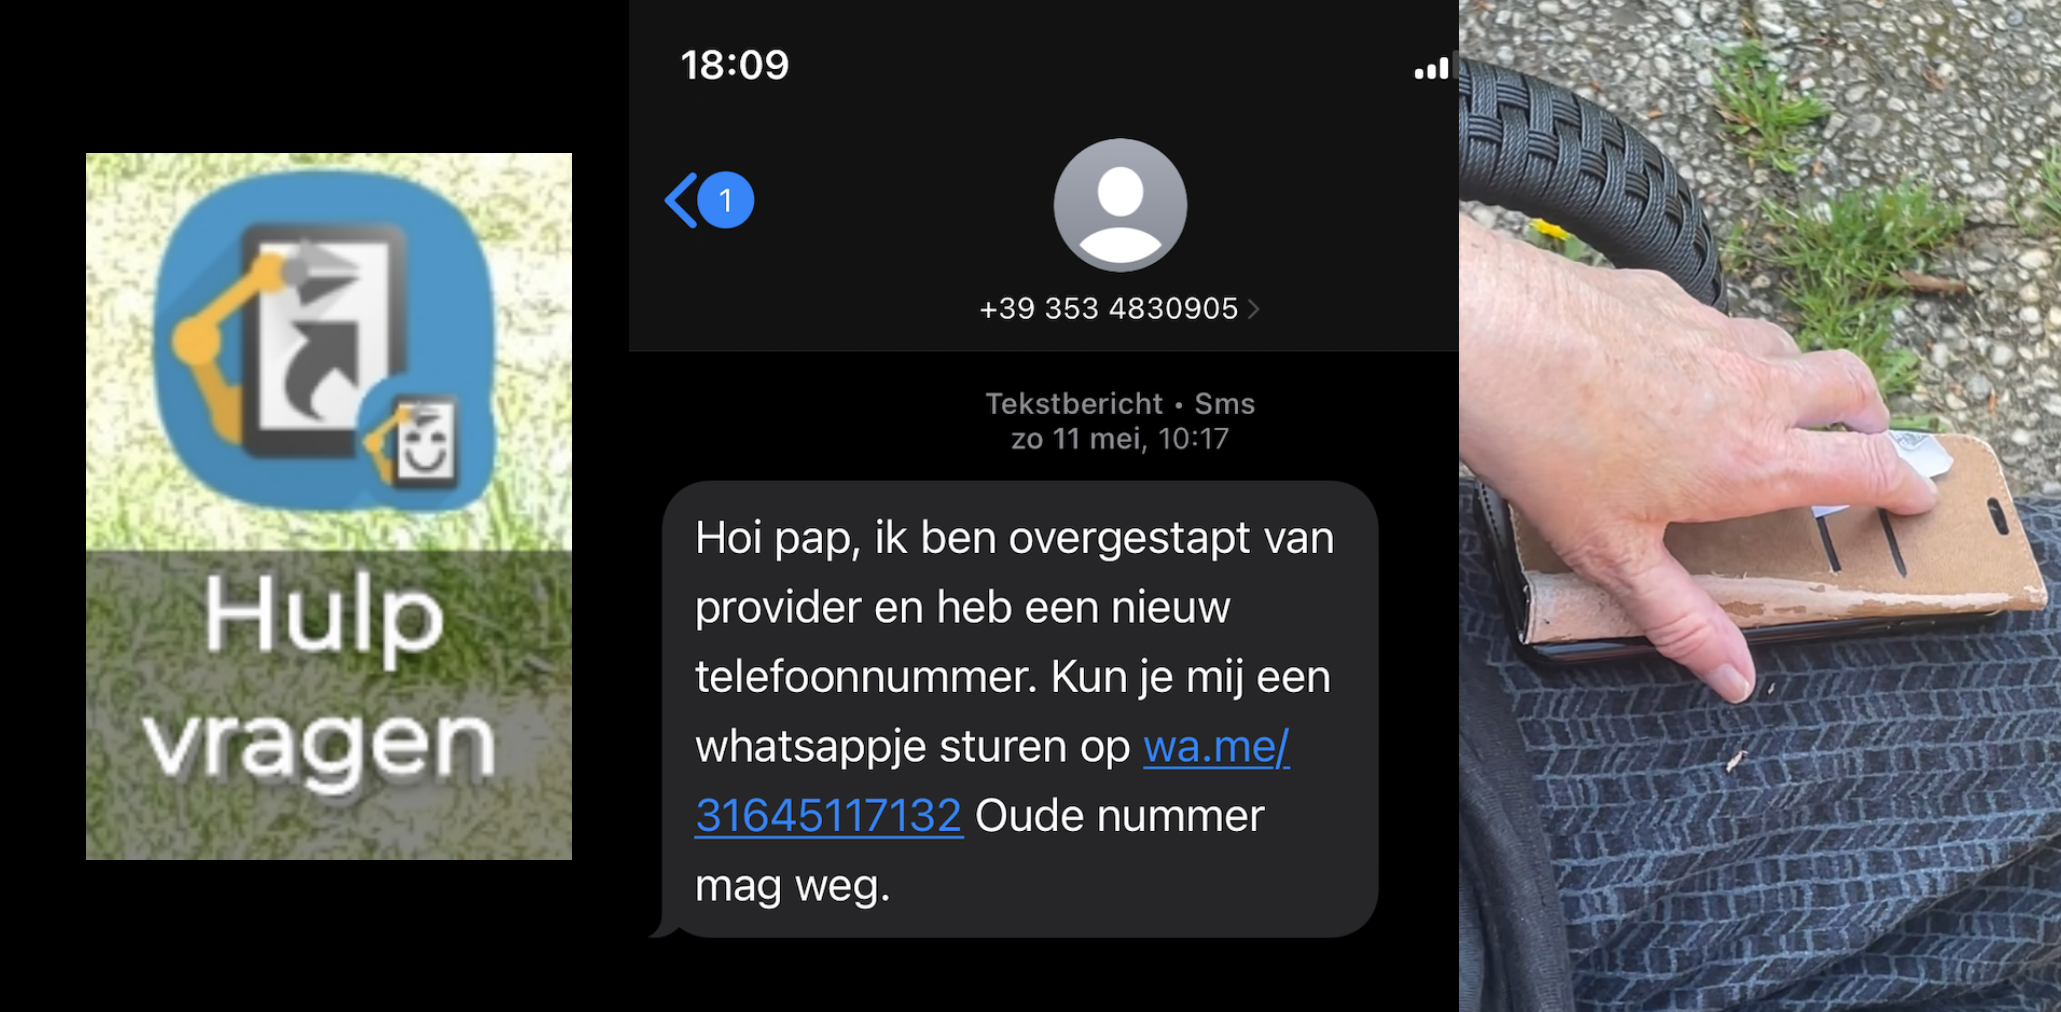 Hulp
vragen
18:09
1
+39 353 4830905
Tekstbericht • Sms
zo 11 mei, 10:17
Hoi pap, ik ben overgestapt van
provider en heb een nieuw
telefoonnummer. Kun je mij een
whatsappje sturen op wa.me/
31645117132 Oude nummer
mag weg.